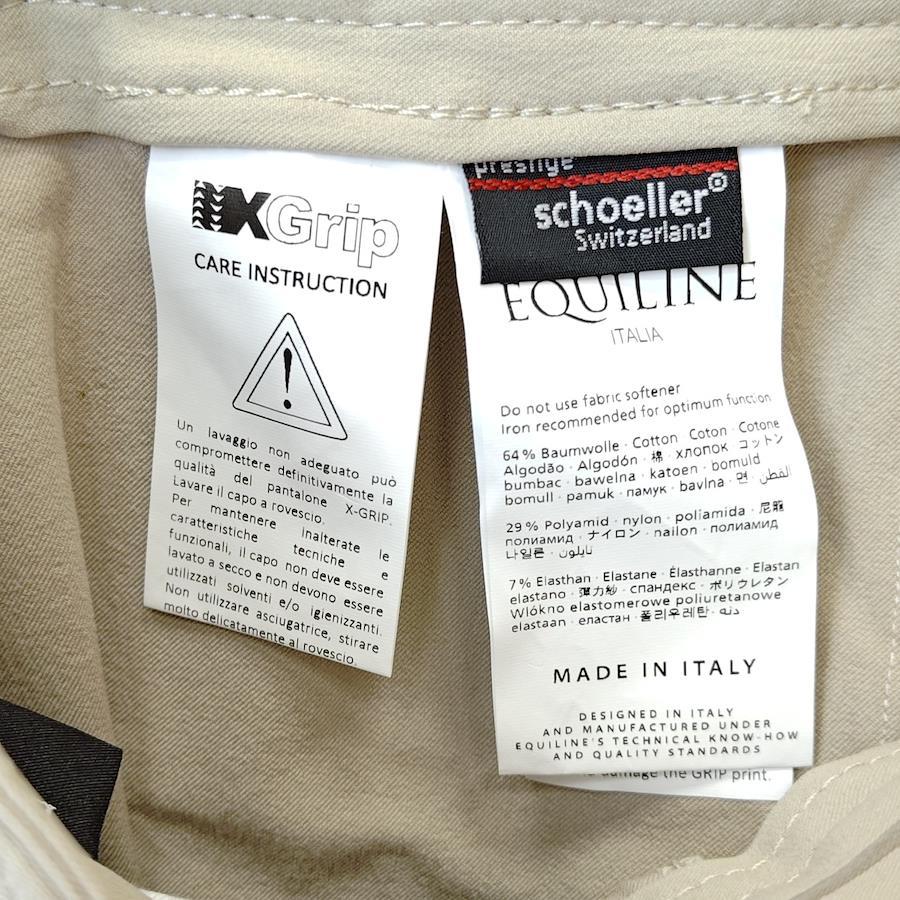 XGrip
CARE INSTRUCTION
Un lavaggio non adeguato può
compromettere definitivamente la
qualità del pantalone X-GRIP.
Lavare il capo a rovescio.
Per mantenere inalterate le
caratteristiche tecniche e
funzionali, il capo non deve essere
lavato a secco e non devono essere
utilizzati solventi e/o igienizzanti.
Non utilizzare asciugatrice, stirare
molto delicatamente al rovescio.
prestige
schoeller®
Switzerland
EQUILINE
ITALIA
Do not use fabric softener
Iron recommended for optimum function
64 % Baumwolle · Cotton · Coton · Cotone
Algodão · Algodón · 棉 · хлопок · コットン
bumbac · bawełna · katoen · bomuld
bomull · pamuk · памук · bavlna · 면 · القطن
29 % Polyamid · nylon · poliamida · 尼龍
полиамид · ナイロン · nailon · полиамид
나일론 · نايلون
7 % Elasthan · Elastane · Élasthanne · Elastan
elastano · 彈力紗 · спандекс · ポリウレタン
Włókno elastomerowe poliuretanowe
elastaan · еластан · 폴리우레탄
MADE IN ITALY
DESIGNED IN ITALY
AND MANUFACTURED UNDER
EQUILINE'S TECHNICAL KNOW-HOW
AND QUALITY STANDARDS
damage the GRIP print.